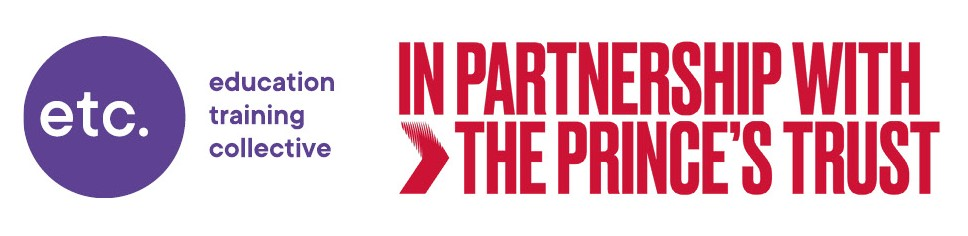 etc.
education
training
collective
IN PARTNERSHIP WITH
THE PRINCE'S TRUST